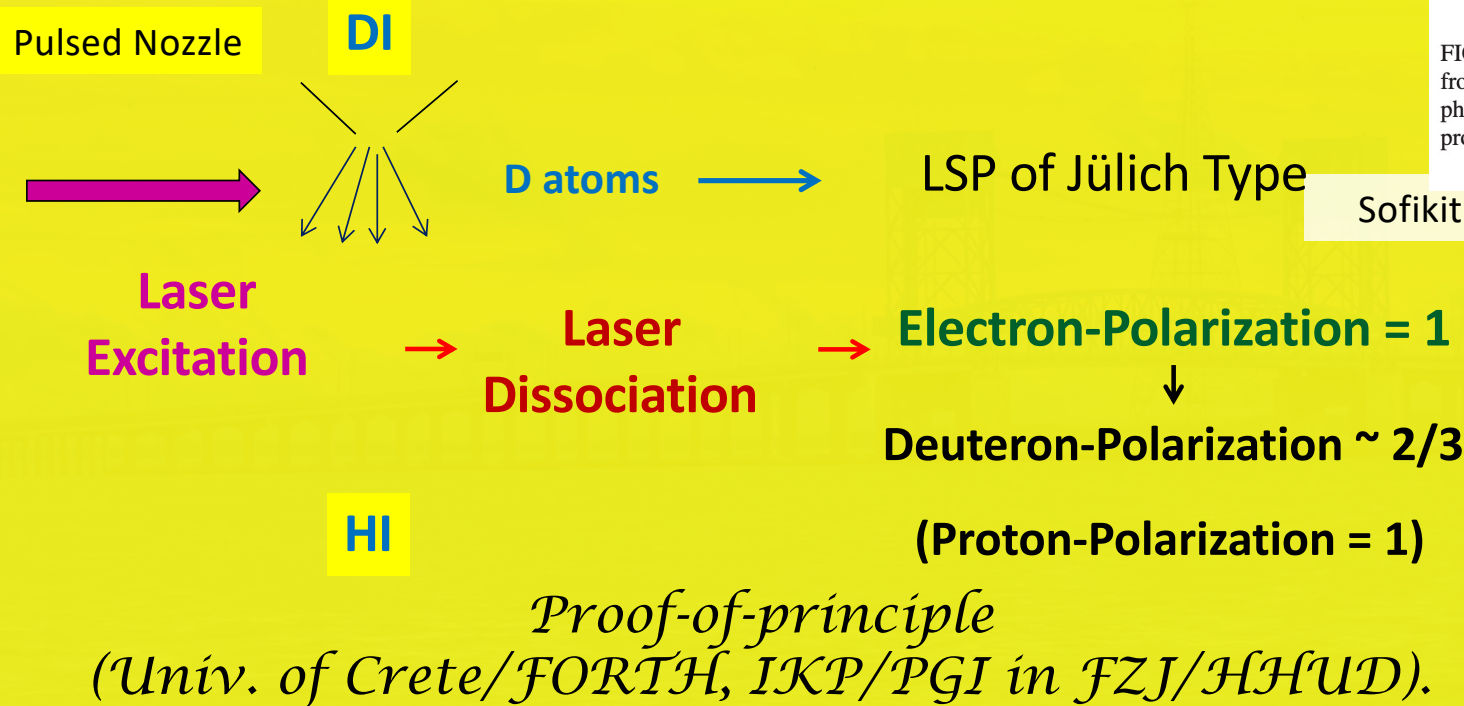 Pulsed Nozzle
DI
D atoms
LSP of Jülich Type
Sofikit
Laser
Excitation
Laser
Dissociation
Electron-Polarization = 1
Deuteron-Polarization ~ 2/3
(Proton-Polarization = 1)
HI
Proof-of-principle
(Univ. of Crete/FORTH, IKP/PGI in FZJ/HHUD).